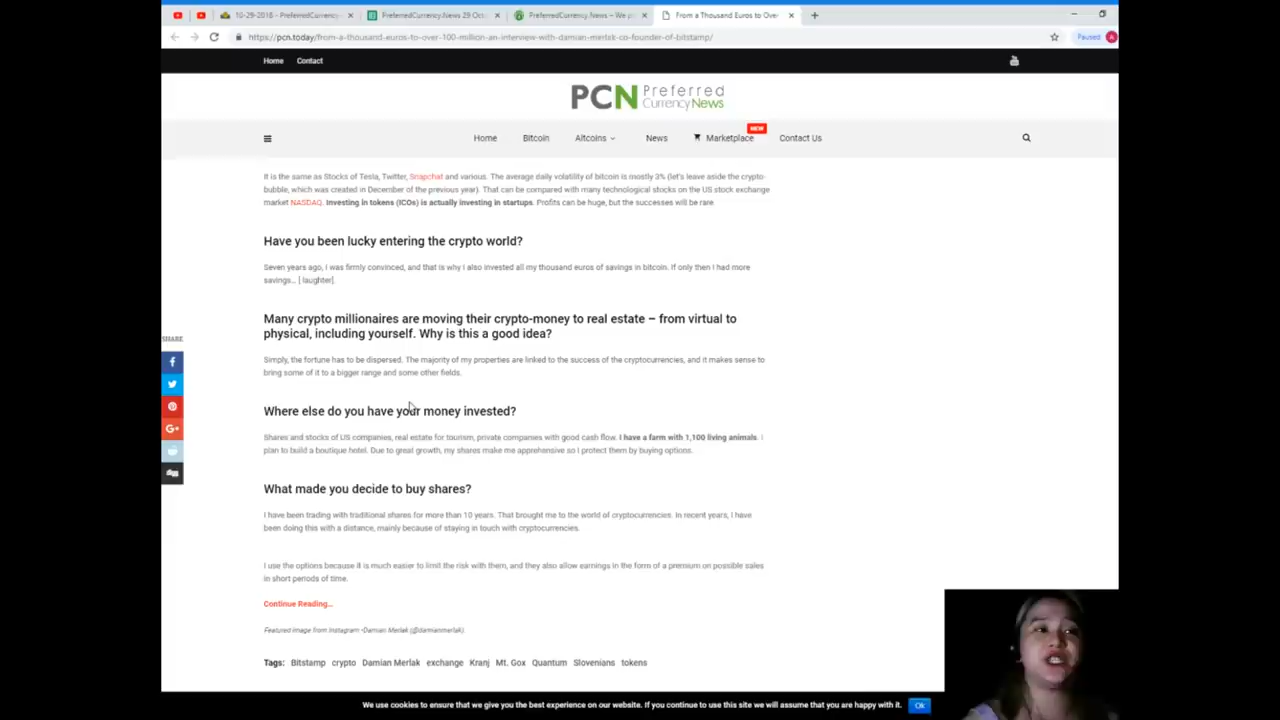 10-29-2018 - PreferredCurrency
PreferredCurrency.News 29 Octo
PreferredCurrency.News – We p
From a Thousand Euros to Over
https://pcn.today/from-a-thousand-euros-to-over-100-million-an-interview-with-damian-merlak-co-founder-of-bitstamp/
Paused
A
Home Contact
PCN Preferred
Currency News
NEW
Home Bitcoin Altcoins News Marketplace Contact Us
It is the same as Stocks of Tesla, Twitter, Snapchat and various. The average daily volatility of bitcoin is mostly 3% (let's leave aside the crypto-
bubble, which was created in December of the previous year). That can be compared with many technological stocks on the US stock exchange
market NASDAQ. Investing in tokens (ICOs) is actually investing in startups. Profits can be huge, but the successes will be rare.
Have you been lucky entering the crypto world?
Seven years ago, I was firmly convinced, and that is why I also invested all my thousand euros of savings in bitcoin. If only then I had more
savings… [ laughter].
Many crypto millionaires are moving their crypto-money to real estate – from virtual to
physical, including yourself. Why is this a good idea?
SHARE
Simply, the fortune has to be dispersed. The majority of my properties are linked to the success of the cryptocurrencies, and it makes sense to
bring some of it to a bigger range and some other fields.
Where else do you have your money invested?
Shares and stocks of US companies, real estate for tourism, private companies with good cash flow. I have a farm with 1,100 living animals. I
plan to build a boutique hotel. Due to great growth, my shares make me apprehensive so I protect them by buying options.
What made you decide to buy shares?
I have been trading with traditional shares for more than 10 years. That brought me to the world of cryptocurrencies. In recent years, I have
been doing this with a distance, mainly because of staying in touch with cryptocurrencies.
I use the options because it is much easier to limit the risk with them, and they also allow earnings in the form of a premium on possible sales
in short periods of time.
Continue Reading…
Featured image from Instagram -Damian Merlak (@damianmerlak).
Tags: Bitstamp crypto Damian Merlak exchange Kranj Mt. Gox Quantum Slovenians tokens
We use cookies to ensure that we give you the best experience on our website. If you continue to use this site we will assume that you are happy with it. Ok